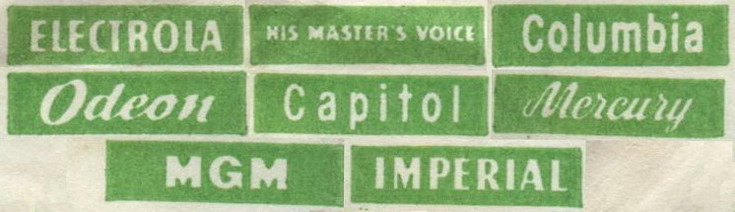 ELECTROLA HIS MASTER'S VOICE Columbia
Odeon Capitol Mercury
MGM IMPERIAL